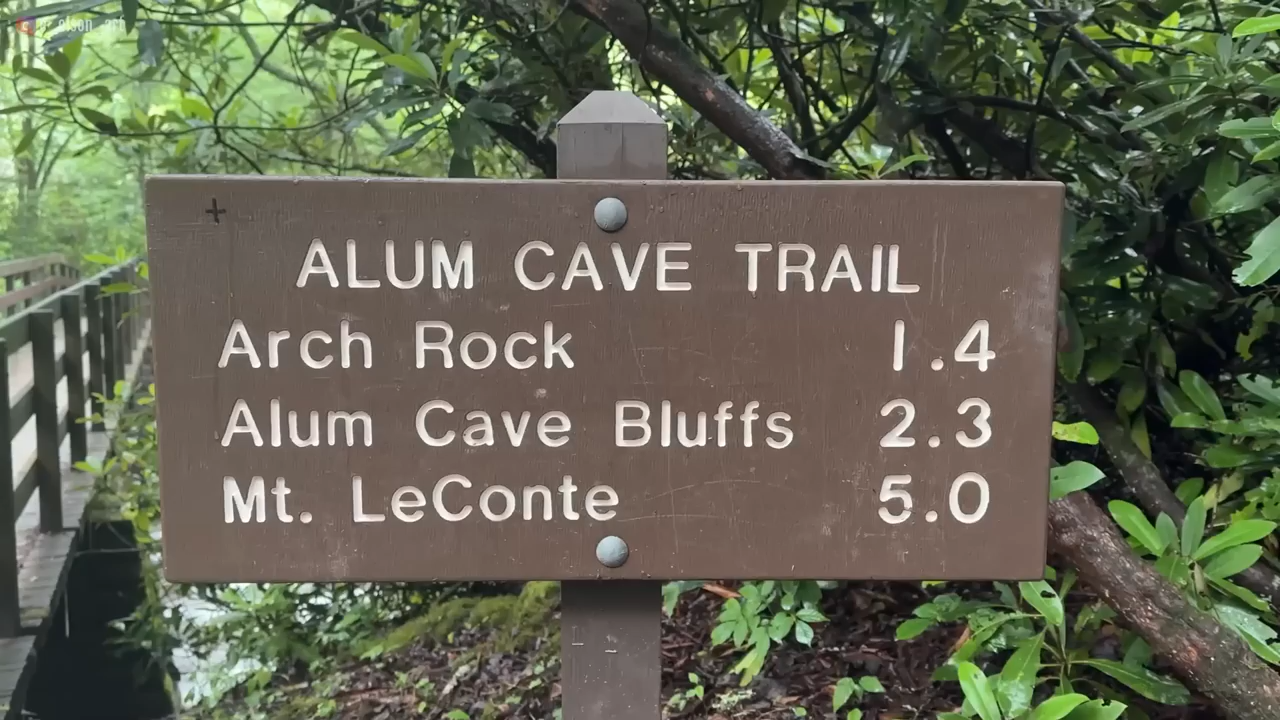 ALUM CAVE TRAIL
Arch Rock 1.4
Alum Cave Bluffs 2.3
Mt. LeConte 5.0